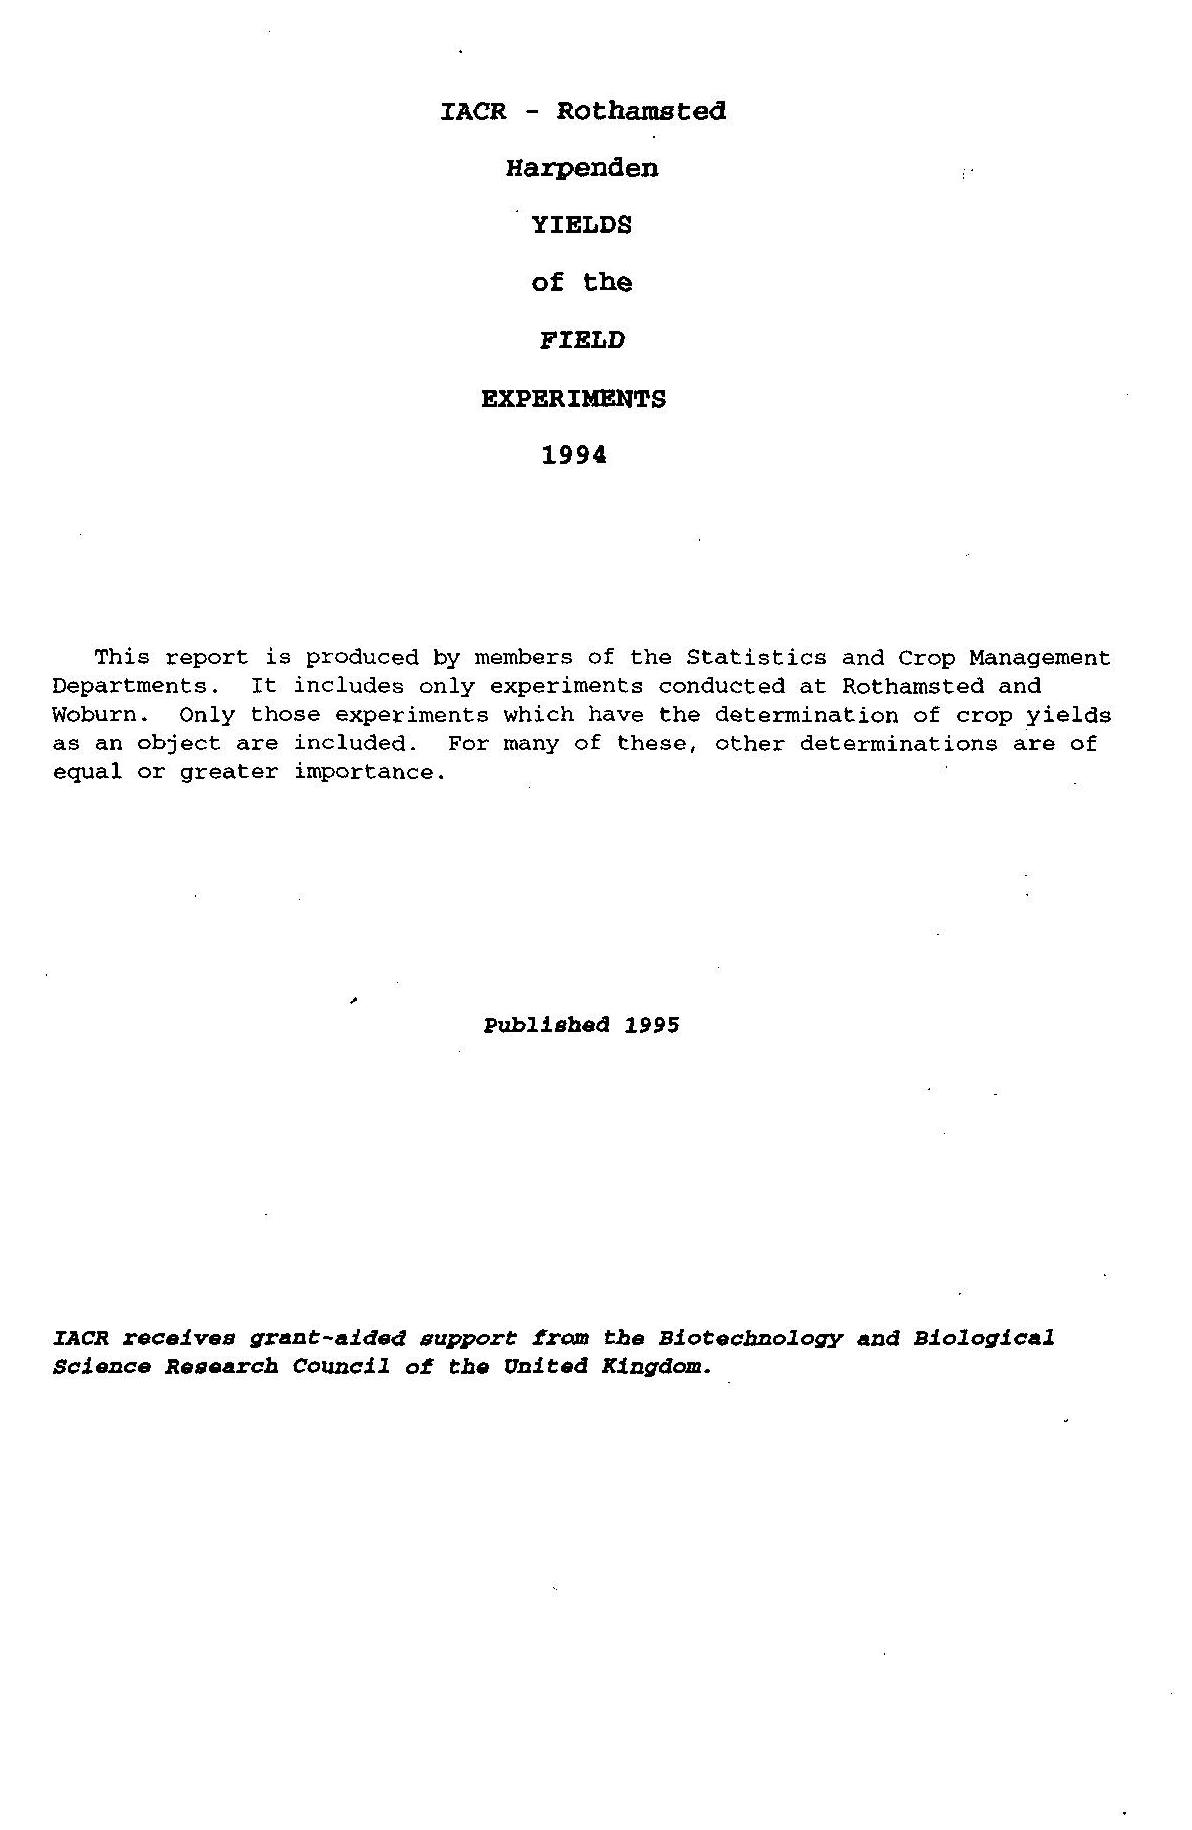 IACR - Rothamsted
Harpenden
YIELDS
of the
FIELD
EXPERIMENTS
1994
This report is produced by members of the Statistics and Crop Management
Departments. It includes only experiments conducted at Rothamsted and
Woburn. Only those experiments which have the determination of crop yields
as an object are included. For many of these, other determinations are of
equal or greater importance.
Published 1995
IACR receives grant-aided support from the Biotechnology and Biological
Science Research Council of the United Kingdom.